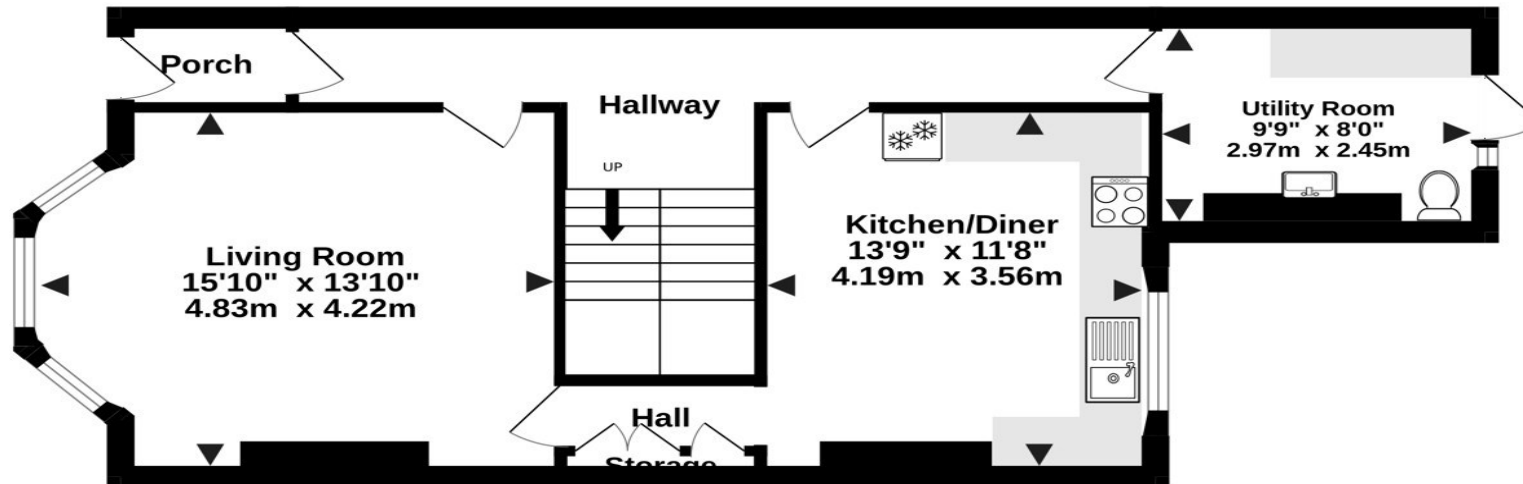 Porch
Hallway
UP
Utility Room
9'9" x 8'0"
2.97m x 2.45m
Kitchen/Diner
13'9" x 11'8"
4.19m x 3.56m
Living Room
15'10" x 13'10"
4.83m x 4.22m
Hall
Storage